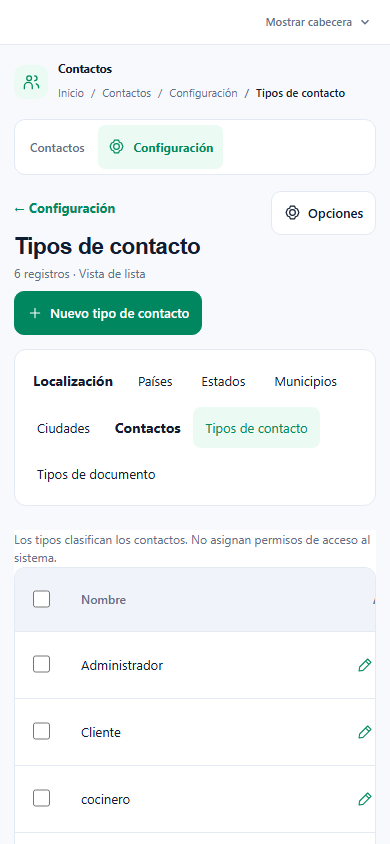 Mostrar cabecera
Contactos
Inicio / Contactos / Configuración / Tipos de contacto
Contactos Configuración
← Configuración
Opciones
Tipos de contacto
6 registros · Vista de lista
+ Nuevo tipo de contacto
Localización Países Estados Municipios
Ciudades Contactos Tipos de contacto
Tipos de documento
Los tipos clasifican los contactos. No asignan permisos de acceso al
sistema.
Nombre
Administrador
Cliente
cocinero